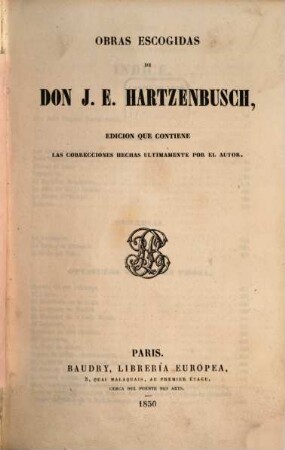 OBRAS ESCOGIDAS
DE
DON J. E. HARTZENBUSCH,
EDICION QUE CONTIENE
LAS CORRECCIONES HECHAS ULTIMAMENTE POR EL AUTOR.
PARIS.
BAUDRY, LIBRERÍA EUROPEA,
3, QUAI MALAQUAIS, AU PREMIER ÉTAGE,
CERCA DEL PUENTE DES ARTS.
1850